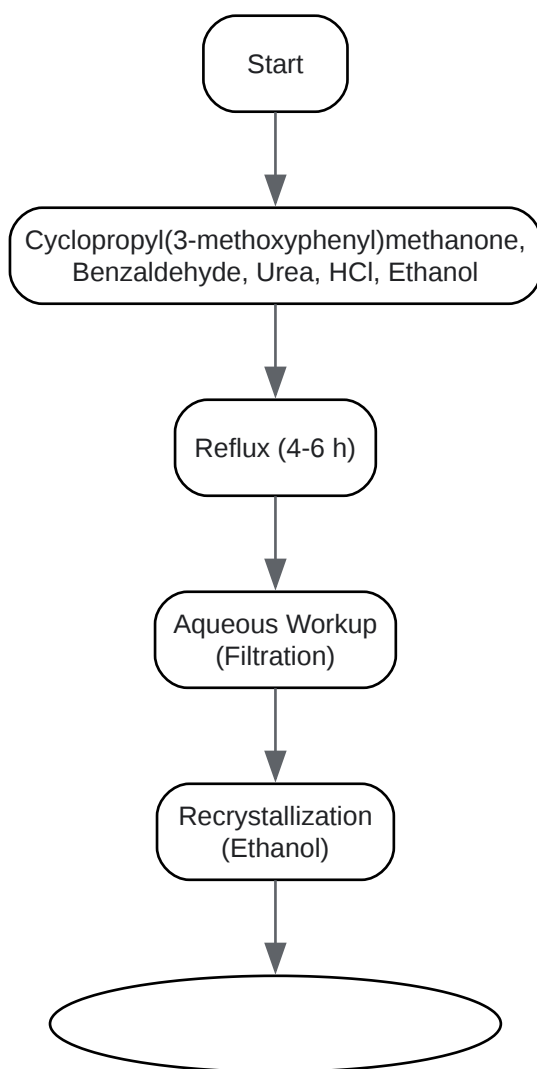 Start
Cyclopropyl(3-methoxyphenyl)methanone,
Benzaldehyde, Urea, HCl, Ethanol
Reflux (4-6 h)
Aqueous Workup
(Filtration)
Recrystallization
(Ethanol)